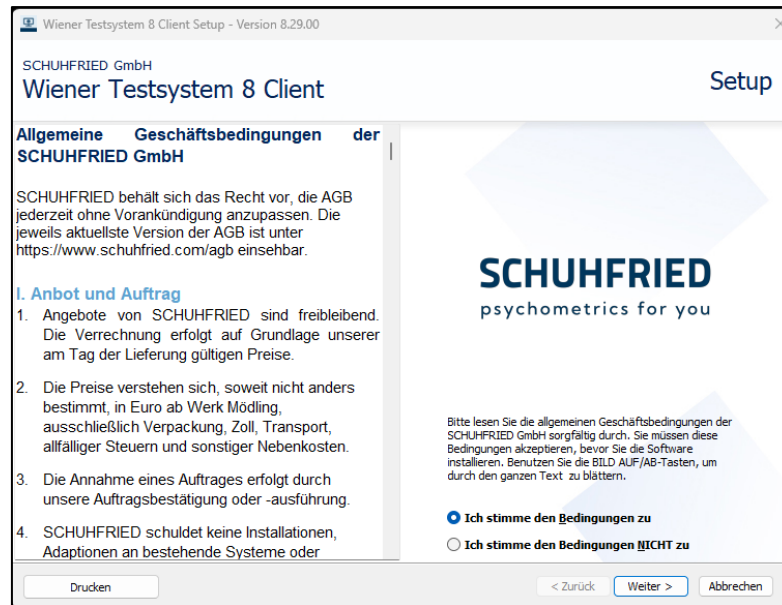 Wiener Testsystem 8 Client Setup - Version 8.29.00
SCHUHFRIED GmbH
Wiener Testsystem 8 Client
Setup
Allgemeine Geschäftsbedingungen der
SCHUHFRIED GmbH
SCHUHFRIED behält sich das Recht vor, die AGB
jederzeit ohne Vorankündigung anzupassen. Die
jeweils aktuellste Version der AGB ist unter
https://www.schuhfried.com/agb einsehbar.
I. Anbot und Auftrag
1. Angebote von SCHUHFRIED sind freibleibend.
Die Verrechnung erfolgt auf Grundlage unserer
am Tag der Lieferung gültigen Preise.
2. Die Preise verstehen sich, soweit nicht anders
bestimmt, in Euro ab Werk Mödling,
ausschließlich Verpackung, Zoll, Transport,
allfälliger Steuern und sonstiger Nebenkosten.
3. Die Annahme eines Auftrages erfolgt durch
unsere Auftragsbestätigung oder -ausführung.
4. SCHUHFRIED schuldet keine Installationen,
Adaptionen an bestehende Systeme oder
SCHUHFRIED
psychometrics for you
Bitte lesen Sie die allgemeinen Geschäftsbedingungen der
SCHUHFRIED GmbH sorgfältig durch. Sie müssen diese
Bedingungen akzeptieren, bevor Sie die Software
installieren. Benutzen Sie die BILD AUF/AB-Tasten, um
durch den ganzen Text zu blättern.
Ich stimme den Bedingungen zu
Ich stimme den Bedingungen NICHT zu
Drucken
< Zurück
Weiter >
Abbrechen